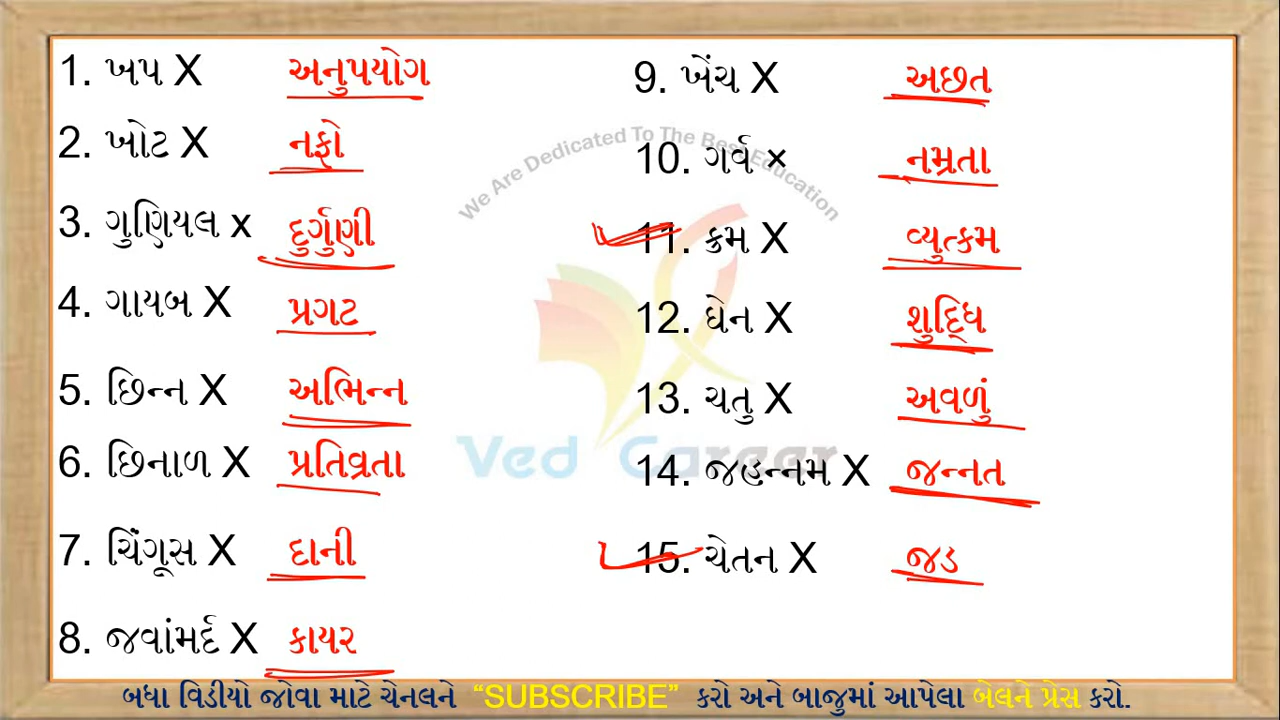 1. ખપ X અનુપયોગ
2. ખોટ X નફો
3. ગુણિયલ x દુર્ગુણી
4. ગાયબ X પ્રગટ
5. છિન્ન X અભિન્ન
6. છિનાળ X પ્રતિવ્રતા
7. ચિંગૂસ X દાની
8. જવાંમર્દ X કાયર
9. ખેંચ X અછત
10. ગર્વ × નમ્રતા
11. ક્રમ X વ્યુત્કમ
12. ઘેન X શુદ્ધિ
13. ચતુ X અવળું
14. જહન્નમ X જન્નત
15. ચેતન X જડ
We Are Dedicated To The Best Education
Ved Career
બધા વિડીયો જોવા માટે ચેનલને “SUBSCRIBE” કરો અને બાજુમાં આપેલા બેલને પ્રેસ કરો.